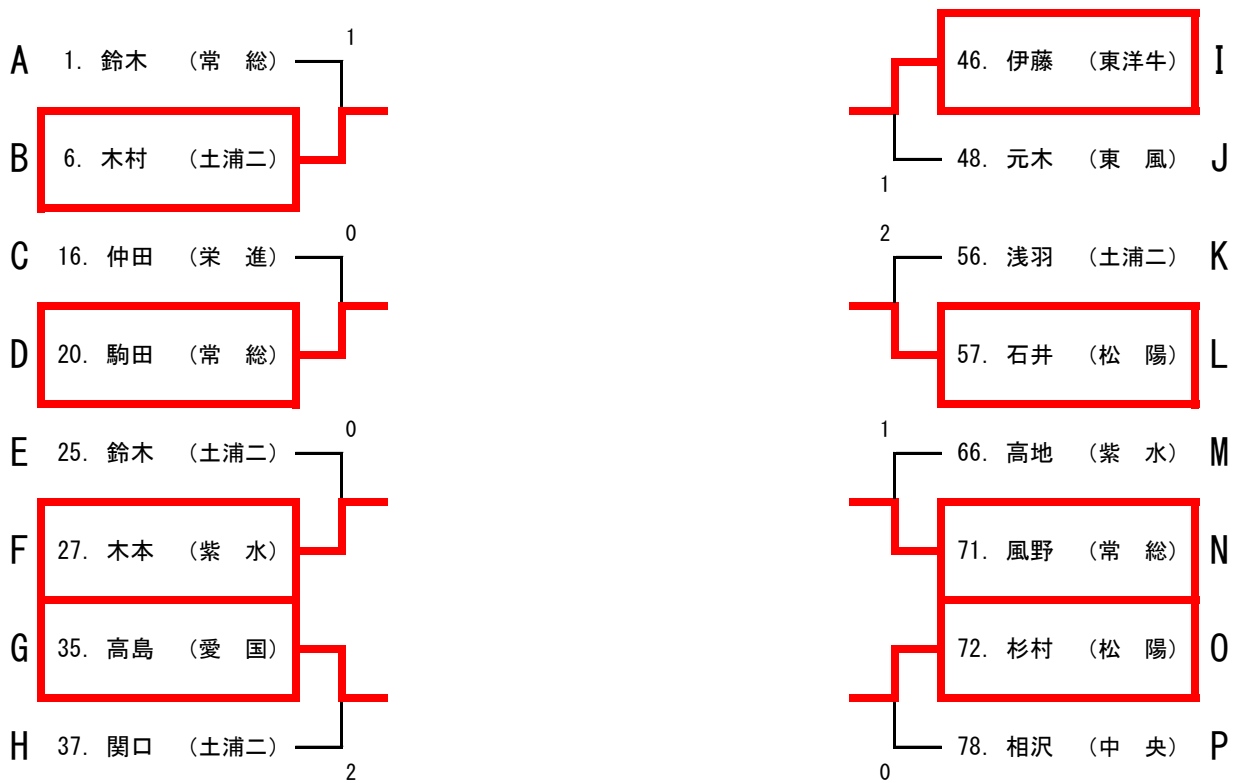 1
A 1. 鈴木 （常　総）
B 6. 木村 （土浦二）
0
C 16. 仲田 （栄　進）
D 20. 駒田 （常　総）
0
E 25. 鈴木 （土浦二）
F 27. 木本 （紫　水）
G 35. 高島 （愛　国）
H 37. 関口 （土浦二）
2
46. 伊藤 （東洋牛） I
48. 元木 （東　風） J
1
2
56. 浅羽 （土浦二） K
57. 石井 （松　陽） L
1
66. 高地 （紫　水） M
71. 風野 （常　総） N
72. 杉村 （松　陽） O
78. 相沢 （中　央） P
0